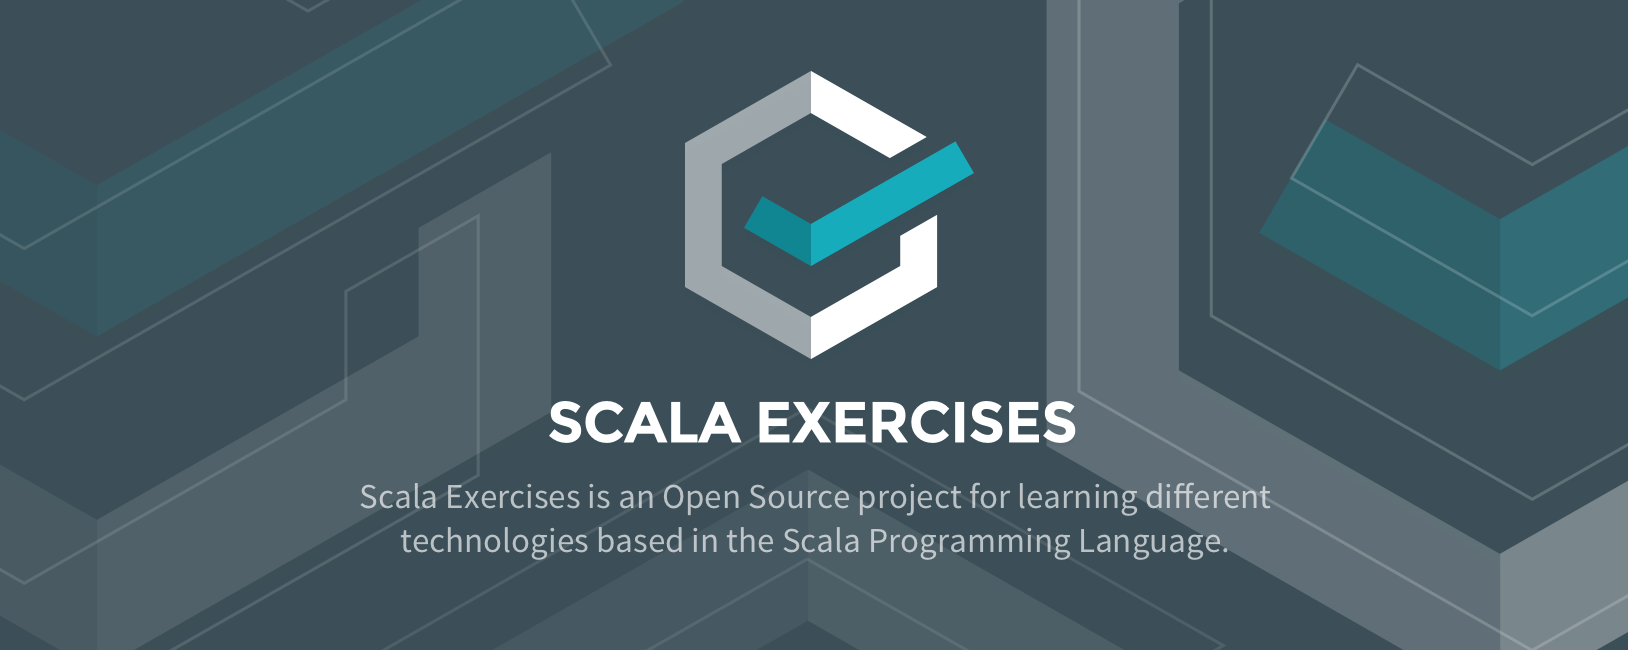 SCALA EXERCISES
Scala Exercises is an Open Source project for learning different
technologies based in the Scala Programming Language.